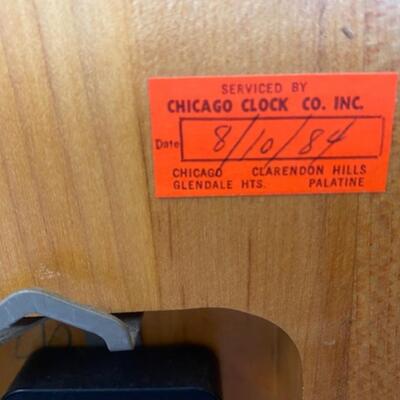 SERVICED BY
CHICAGO CLOCK CO. INC.
Date 8/10/84
CHICAGO CLARENDON HILLS
GLENDALE HTS. PALATINE